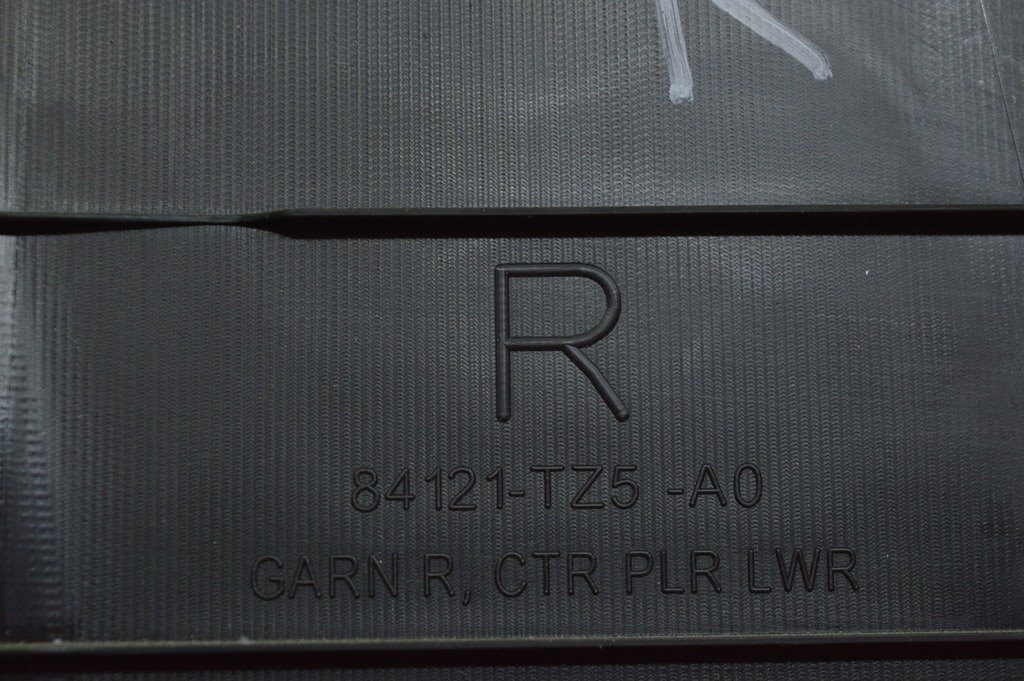 R
84121-TZ5 -A0
GARN R, CTR PLR LWR